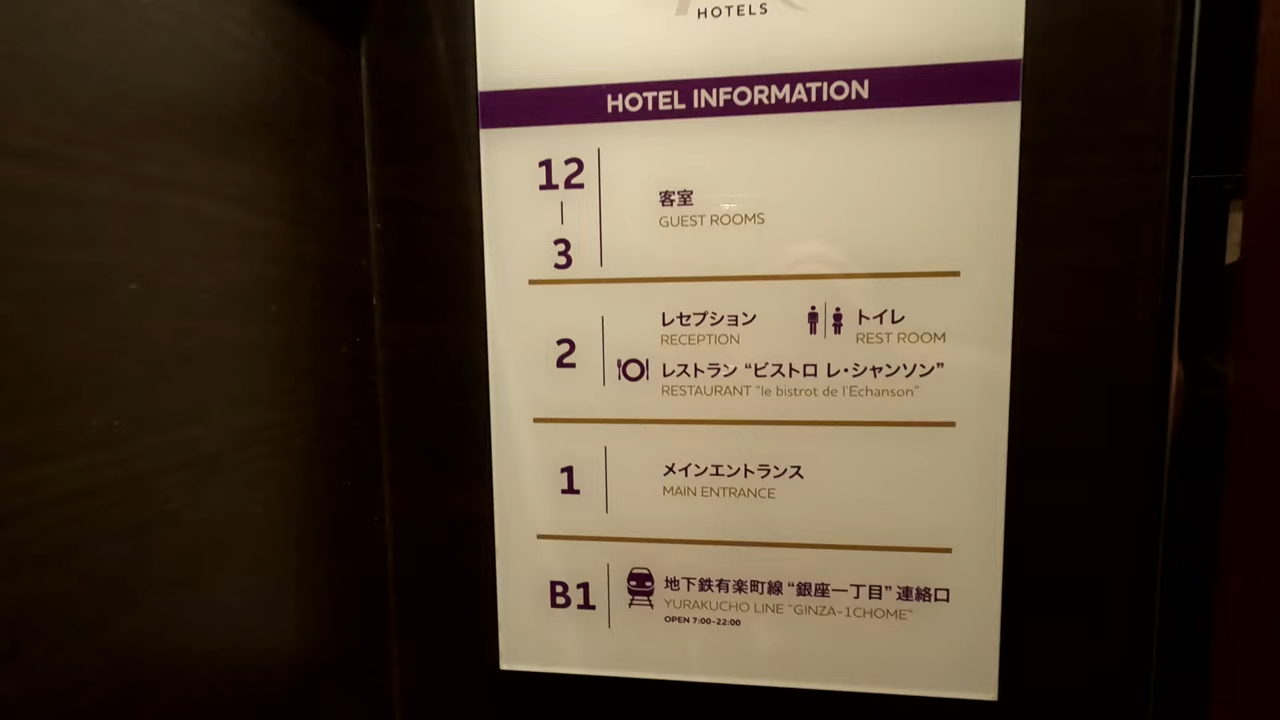 HOTELS
HOTEL INFORMATION
12
|
3
客室
GUEST ROOMS
2
レセプション
RECEPTION
トイレ
REST ROOM
レストラン “ビストロ レ・シャンソン”
RESTAURANT “le bistrot de l'Echanson”
1
メインエントランス
MAIN ENTRANCE
B1
地下鉄有楽町線 “銀座一丁目” 連絡口
YURAKUCHO LINE “GINZA-1CHOME”
OPEN 7:00-22:00